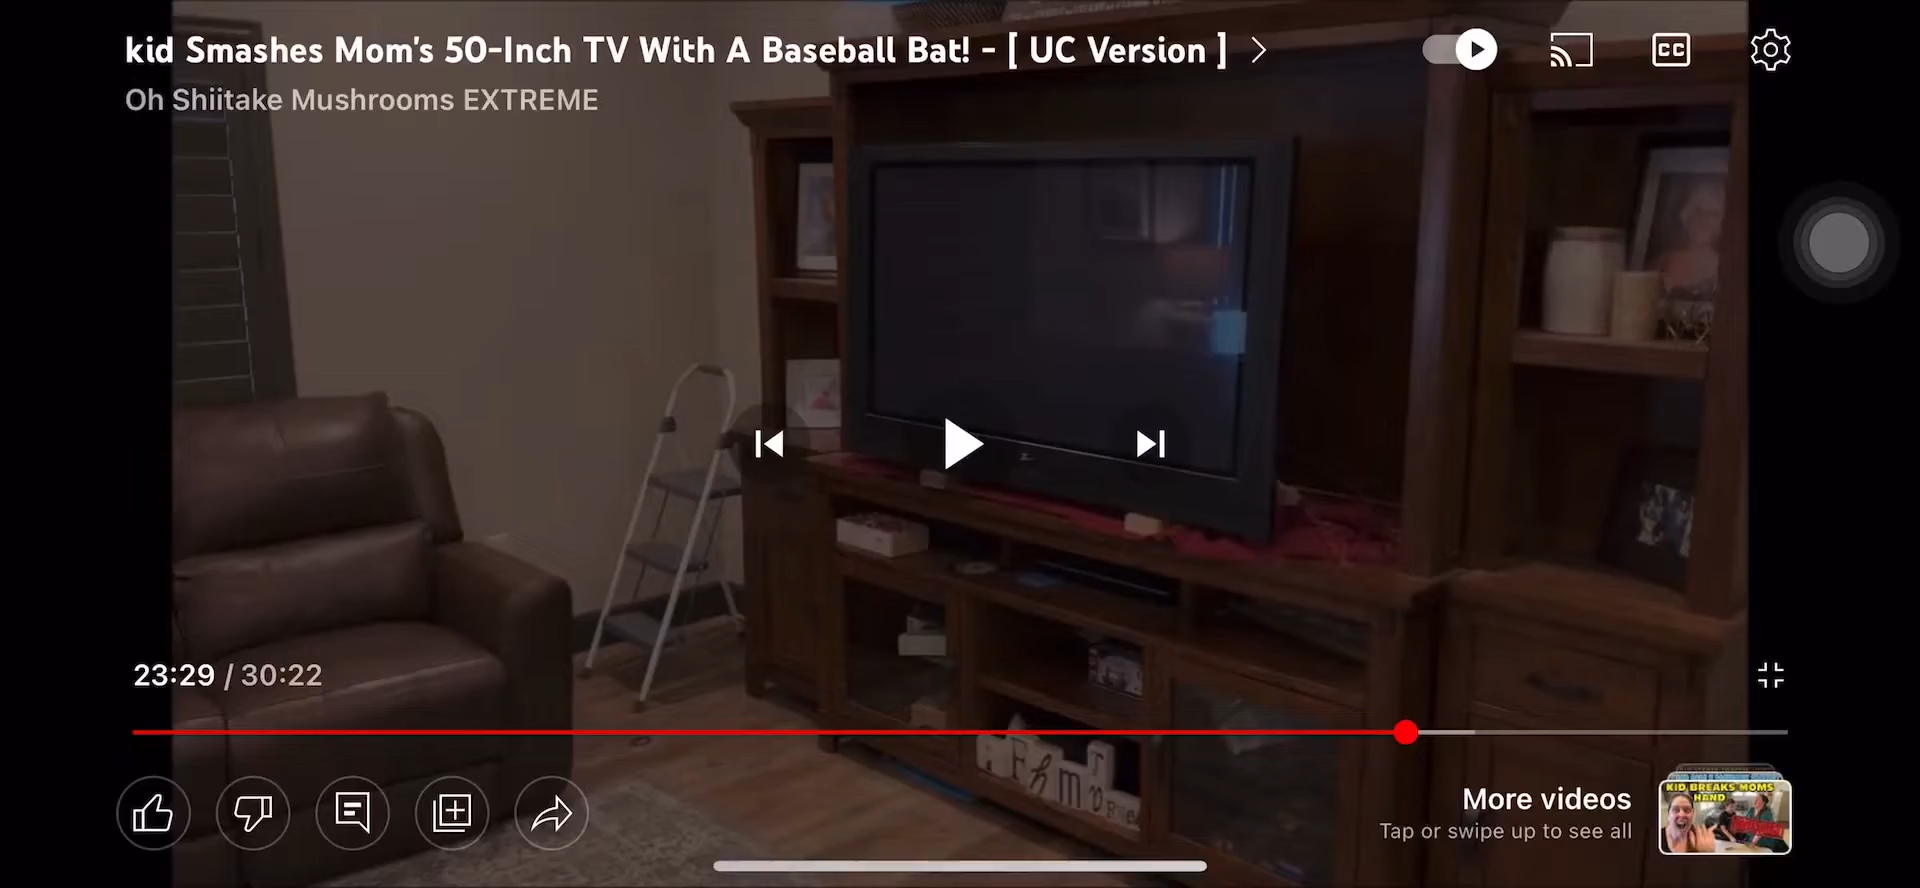 kid Smashes Mom's 50-Inch TV With A Baseball Bat! - [ UC Version ]
Oh Shiitake Mushrooms EXTREME
CC
23:29 / 30:22
More videos
Tap or swipe up to see all
KID BREAKS MOMS
HAND